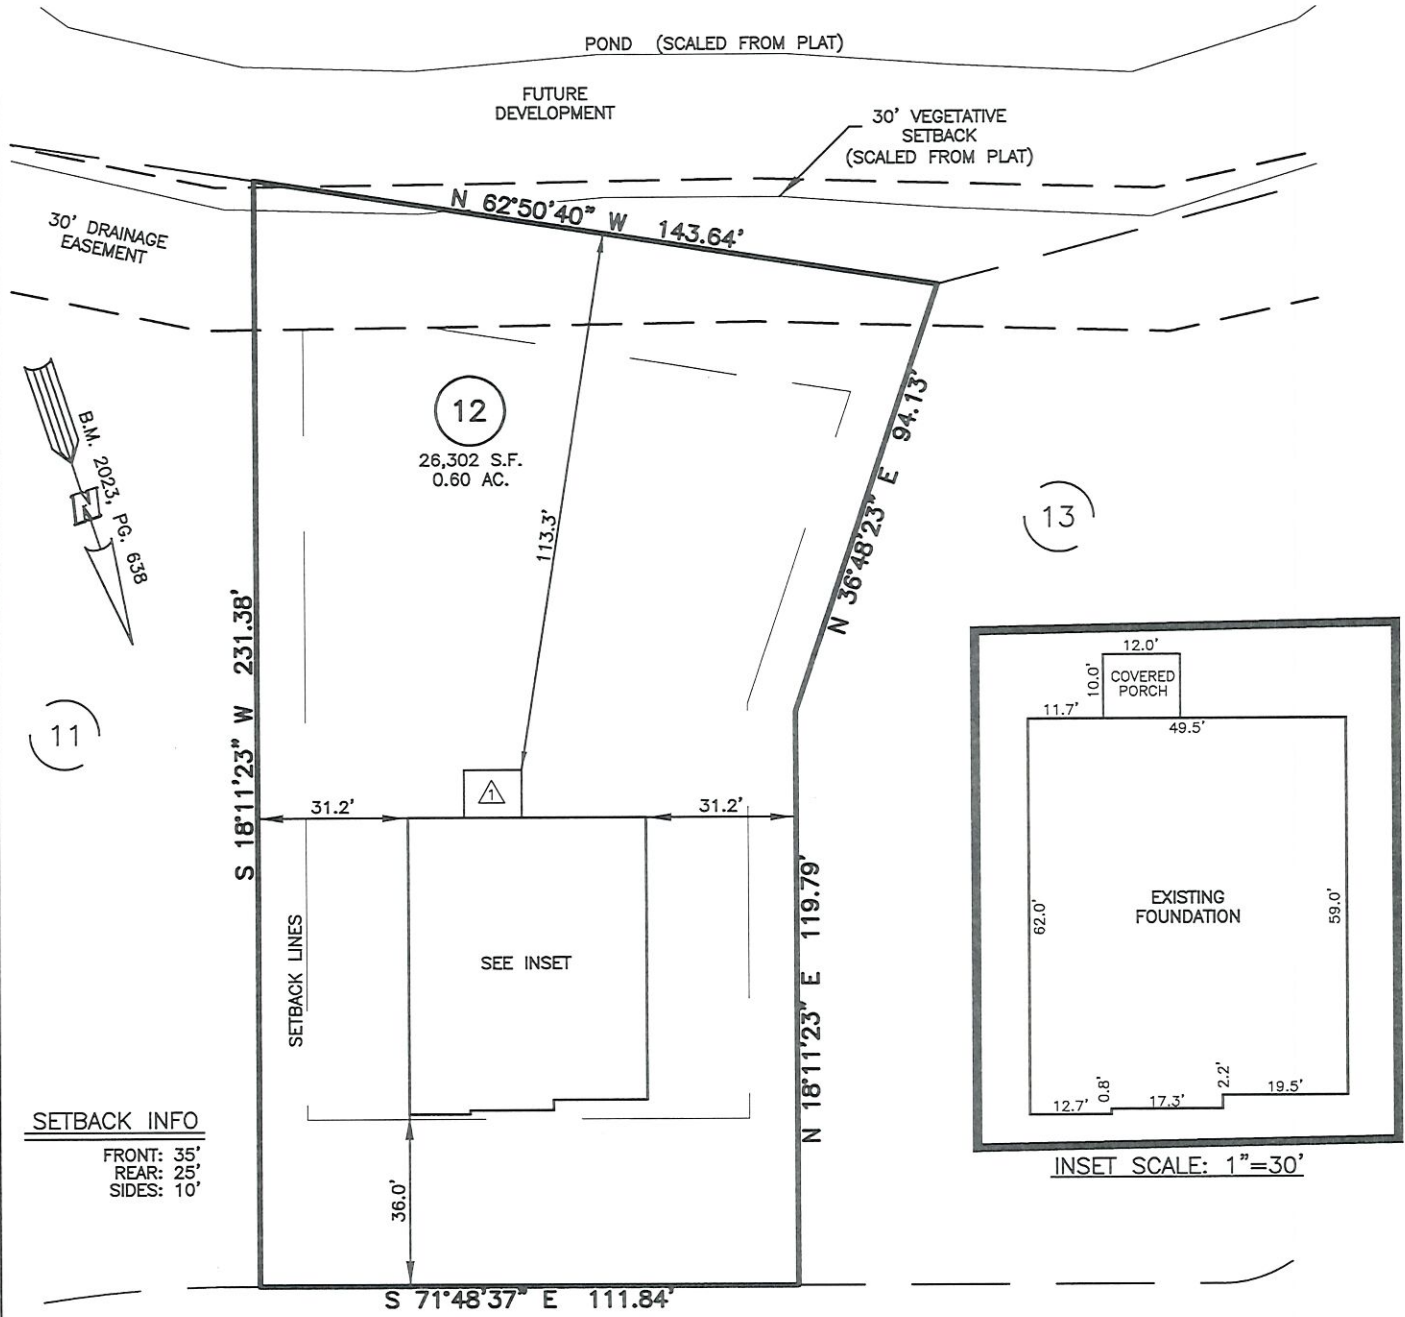 POND (SCALED FROM PLAT)
FUTURE
DEVELOPMENT
30' VEGETATIVE
SETBACK
(SCALED FROM PLAT)
30' DRAINAGE
EASEMENT
N 62°50'40" W 143.64'
B.M. 2023, PG. 638
N
12
26,302 S.F.
0.60 AC.
113.3'
N 36°48'23" E 94.13'
13
11
S 18°11'23" W 231.38'
31.2'
1
31.2'
SETBACK LINES
SEE INSET
N 18°11'23" E 119.79'
36.0'
S 71°48'37" E 111.84'
SETBACK INFO
FRONT: 35'
REAR: 25'
SIDES: 10'
12.0'
10.0'
COVERED
PORCH
11.7'
49.5'
62.0'
EXISTING
FOUNDATION
59.0'
12.7'
0.8'
17.3'
2.2'
19.5'
INSET SCALE: 1"=30'